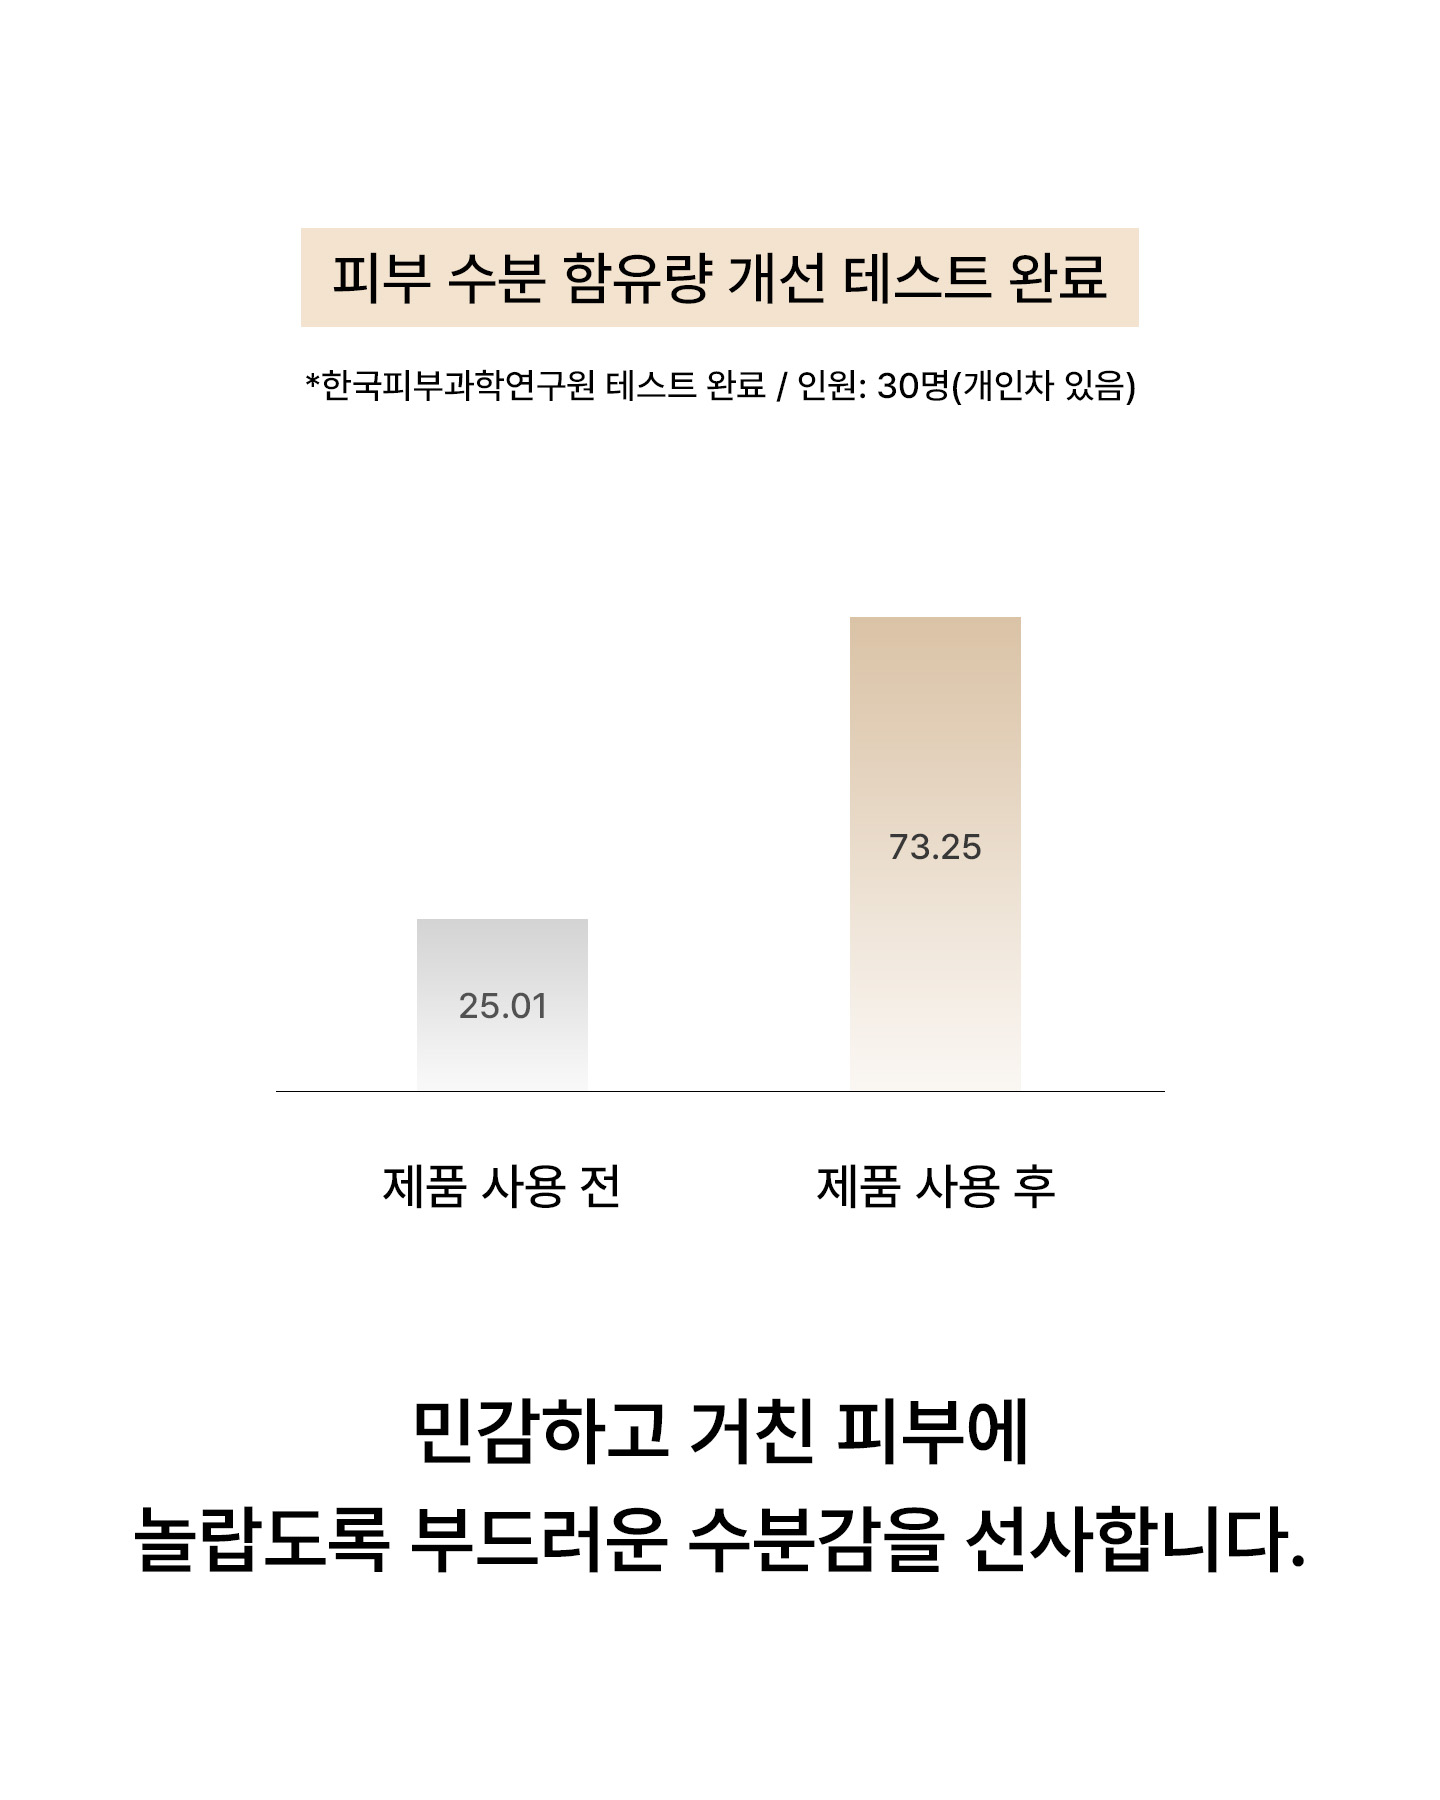 피부 수분 함유량 개선 테스트 완료
*한국피부과학연구원 테스트 완료 / 인원: 30명(개인차 있음)
73.25
25.01
제품 사용 전 제품 사용 후
민감하고 거친 피부에
놀랍도록 부드러운 수분감을 선사합니다.